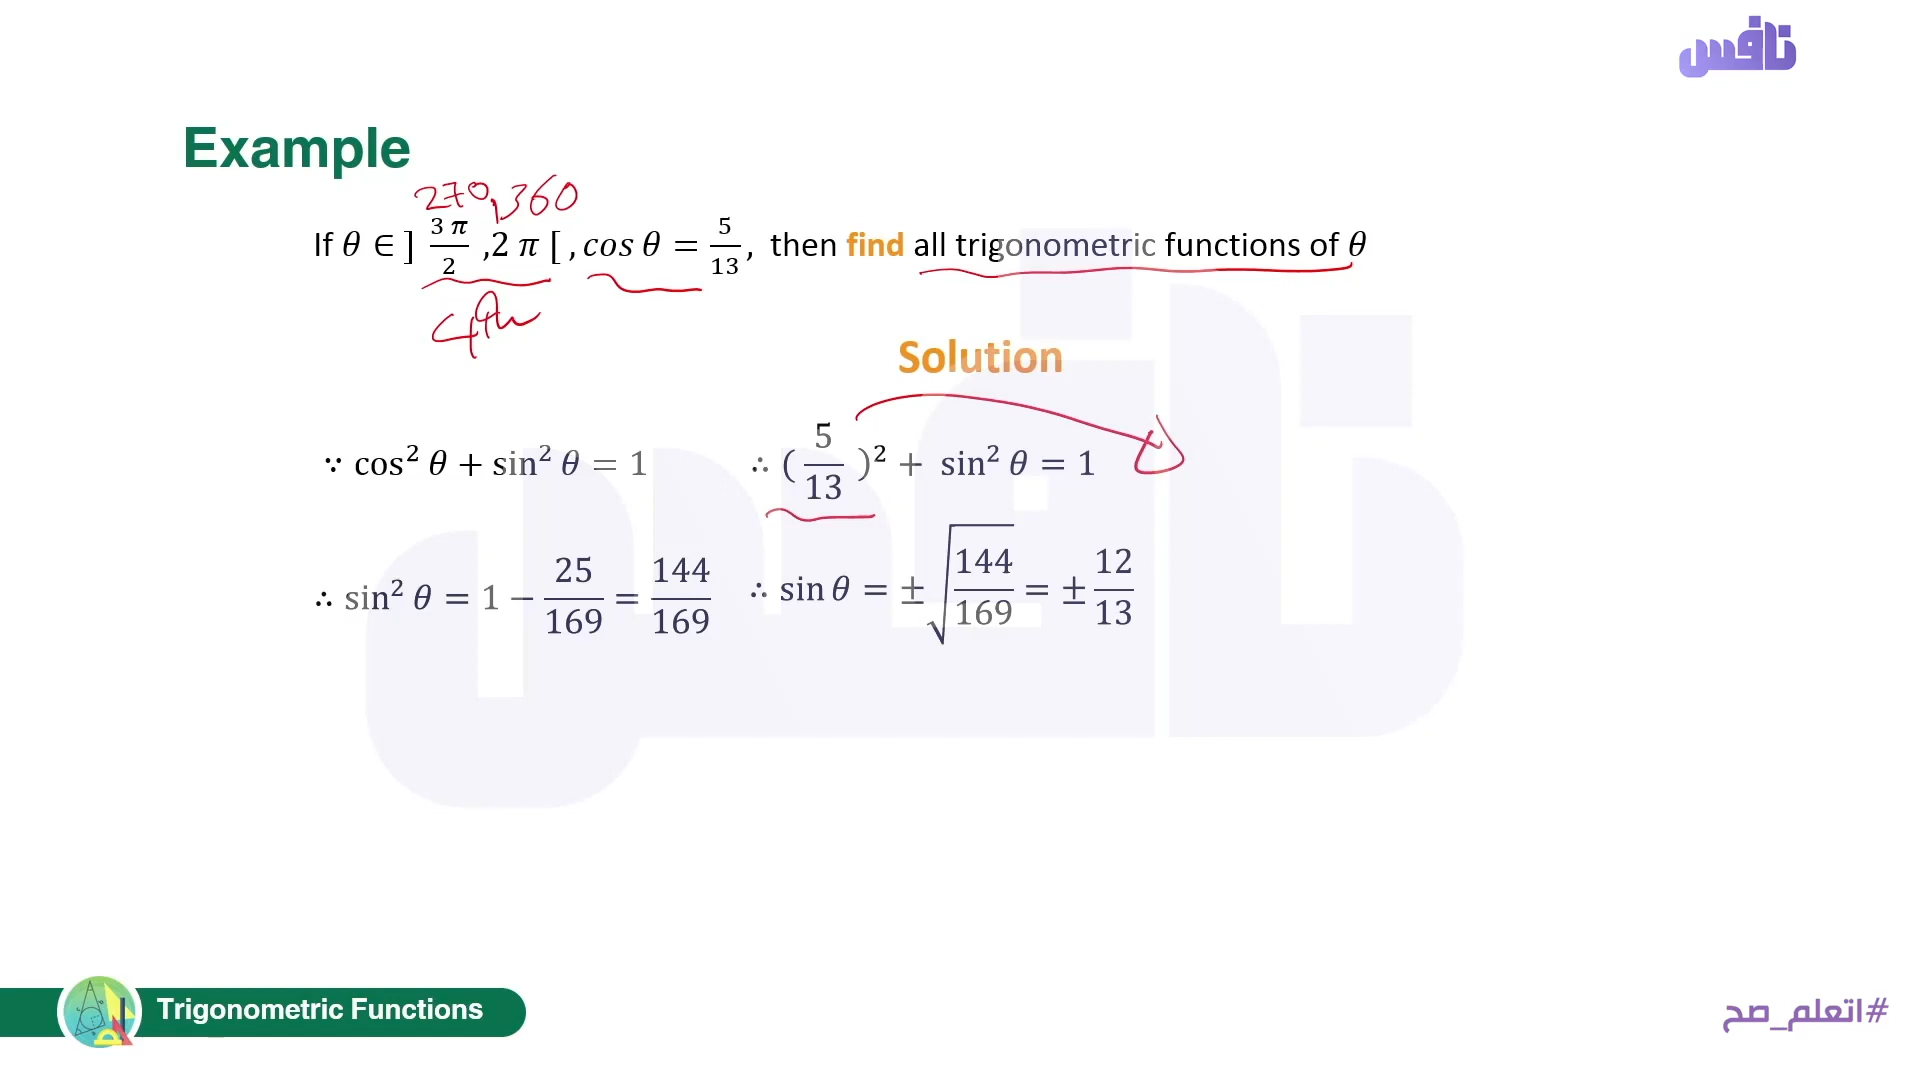 نافس
Example
270,360
If θ ∈ ] 3π/2 ,2 π [ , cos θ = 5/13, then find all trigonometric functions of θ
4th
Solution
∵ cos² θ + sin² θ = 1 ∴ (5/13)² + sin² θ = 1
∴ sin² θ = 1 − 25/169 = 144/169 ∴ sin θ = ±√(144/169) = ± 12/13
Trigonometric Functions
#اتعلم_صح